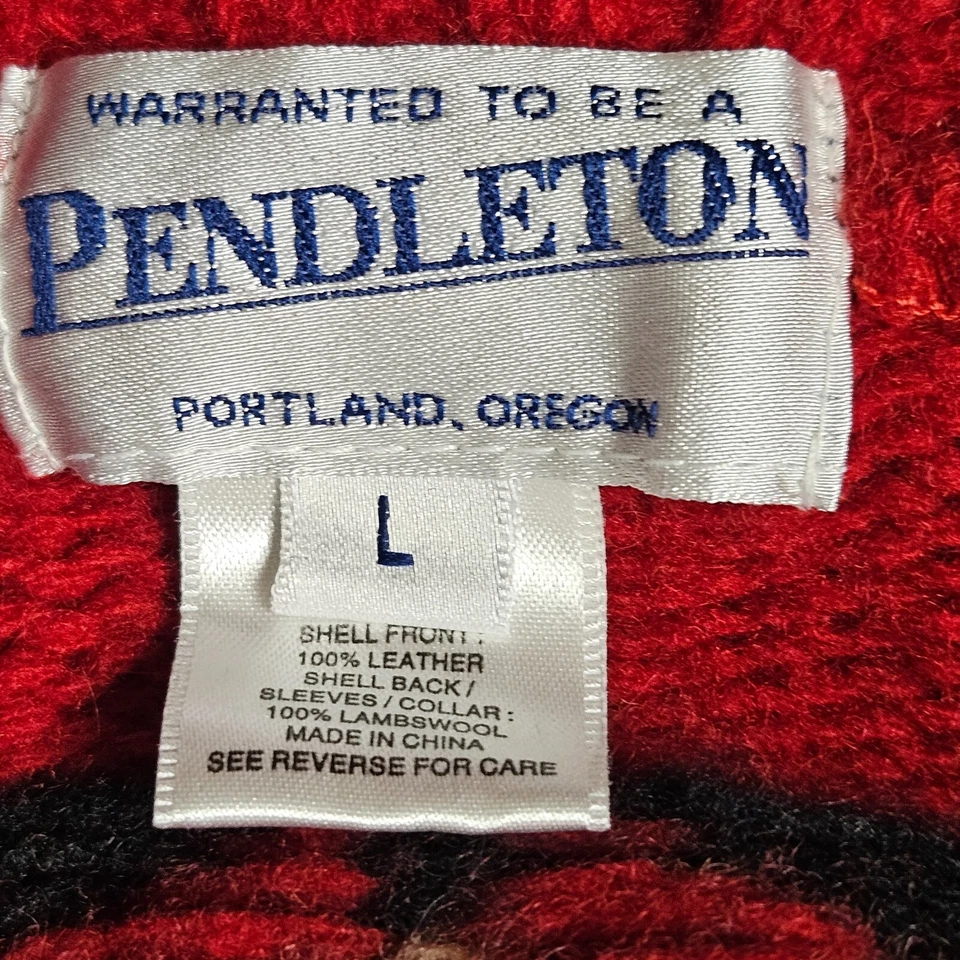 WARRANTED TO BE A
PENDLETON
PORTLAND, OREGON
L
SHELL FRONT :
100% LEATHER
SHELL BACK /
SLEEVES / COLLAR :
100% LAMBSWOOL
MADE IN CHINA
SEE REVERSE FOR CARE